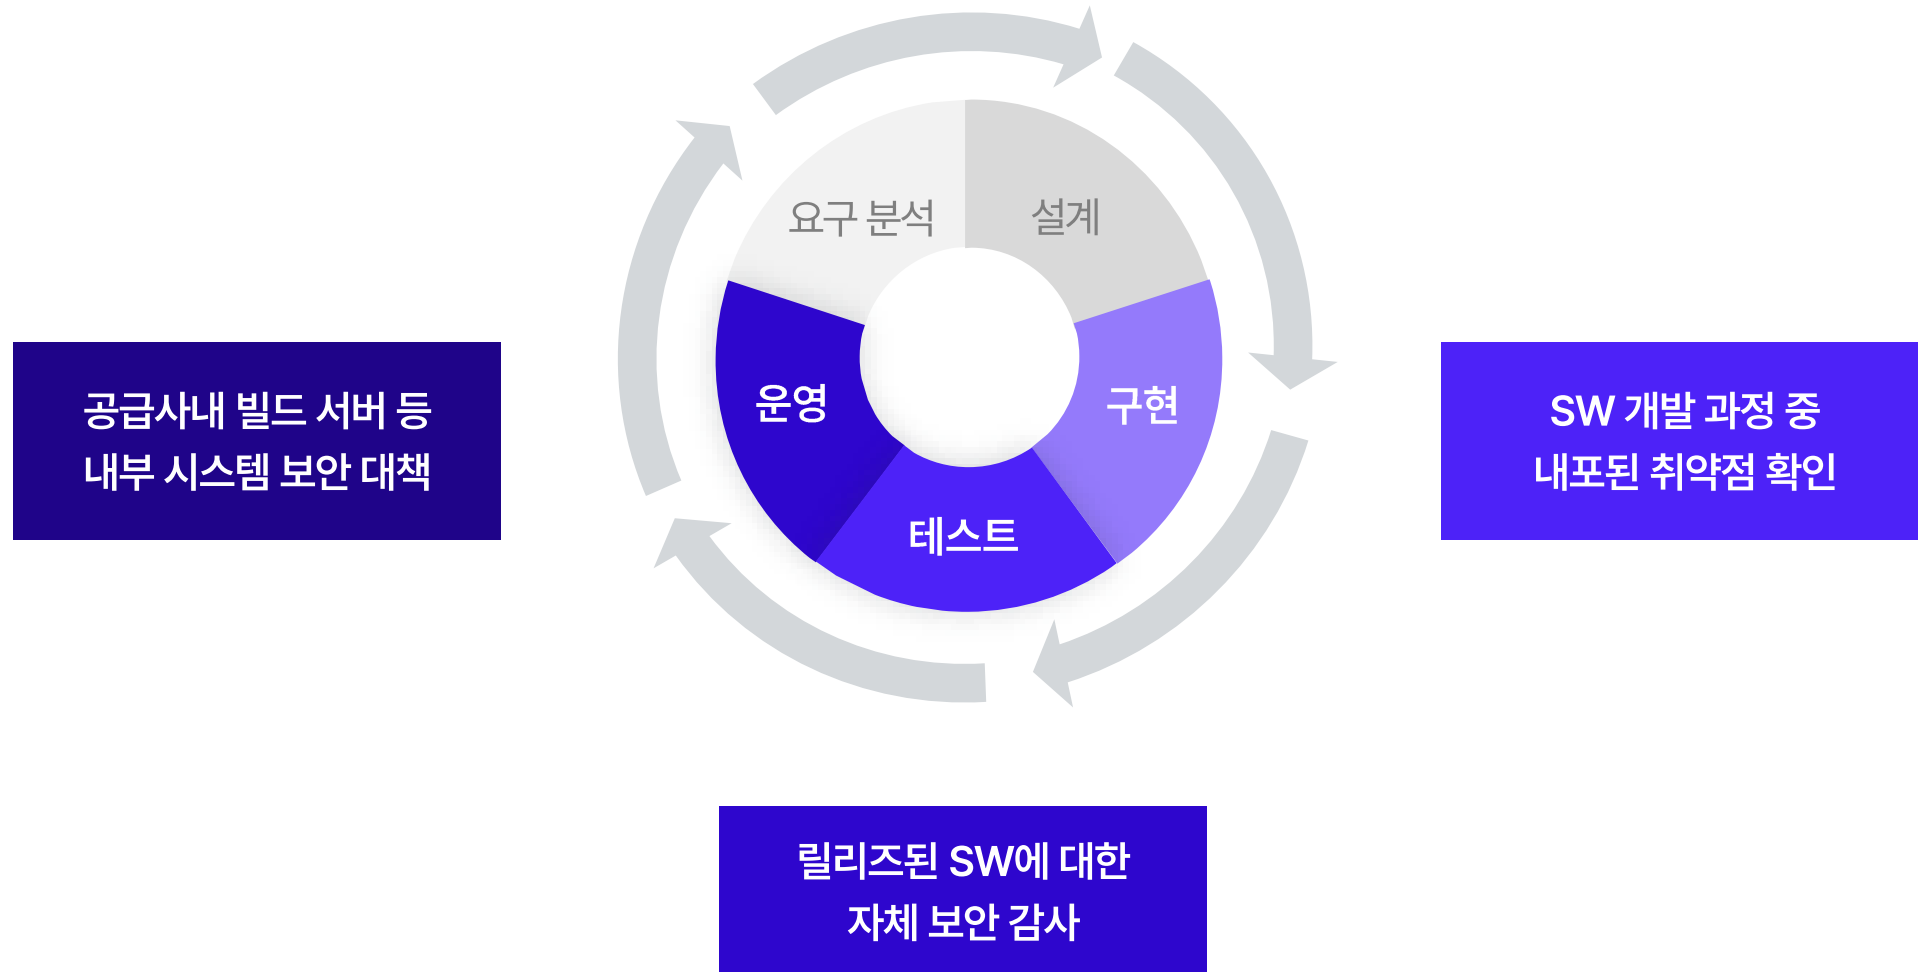 요구 분석
설계
운영
구현
테스트
공급사내 빌드 서버 등
내부 시스템 보안 대책
SW 개발 과정 중
내포된 취약점 확인
릴리즈된 SW에 대한
자체 보안 감사